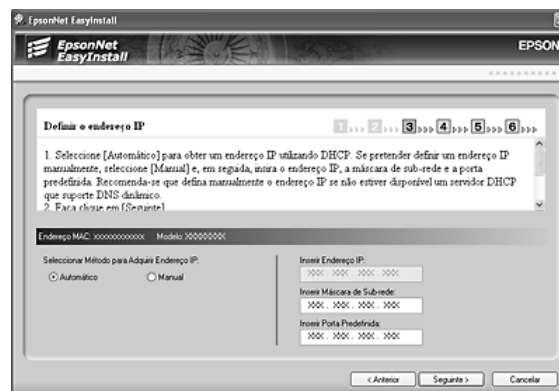 EpsonNet EasyInstall
EpsonNet
EasyInstall
EPSON
Definir o endereço IP
1 2 3 4 5 6
1. Seleccione [Automático] para obter um endereço IP utilizando DHCP. Se pretender definir um endereço IP
manualmente, seleccione [Manual] e, em seguida, insira o endereço IP, a máscara de sub-rede e a porta
predefinida. Recomenda-se que defina manualmente o endereço IP se não estiver disponível um servidor DHCP
que suporte DNS dinâmico.
2. Faça clique em [Seguinte].
Endereço MAC: XXXXXXXXXXXX Modelo: XXXXXXXX
Seleccionar Método para Adquirir Endereço IP:
Automático Manual
Inserir Endereço IP:
XXX . XXX . XXX . XXX
Inserir Máscara de Sub-rede:
XXX . XXX . XXX . XXX
Inserir Porta Predefinida:
XXX . XXX . XXX . XXX
< Anterior Seguinte > Cancelar